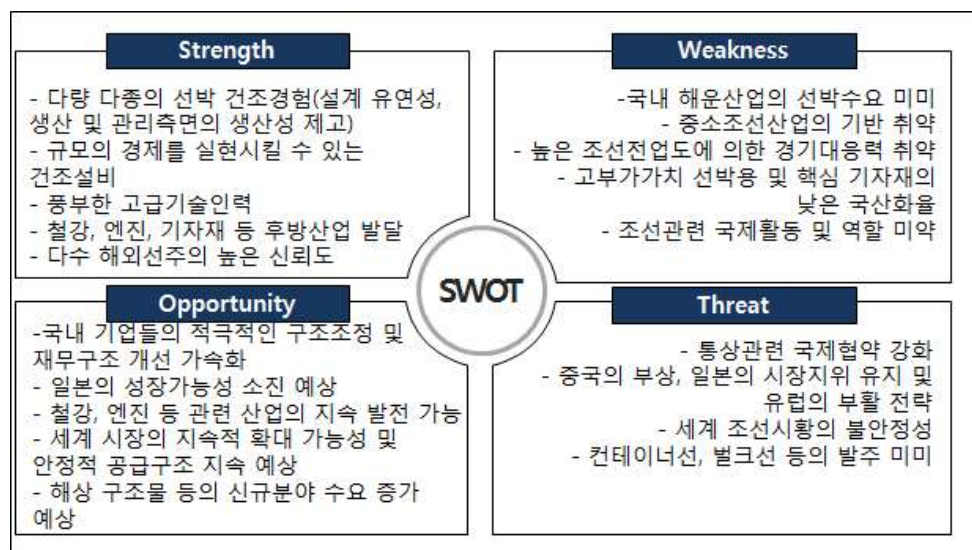 Strength
- 다량 다종의 선박 건조경험(설계 유연성,
생산 및 관리측면의 생산성 제고)
- 규모의 경제를 실현시킬 수 있는
건조설비
- 풍부한 고급기술인력
- 철강, 엔진, 기자재 등 후방산업 발달
- 다수 해외선주의 높은 신뢰도
Weakness
-국내 해운산업의 선박수요 미미
- 중소조선산업의 기반 취약
- 높은 조선전업도에 의한 경기대응력 취약
- 고부가가치 선박용 및 핵심 기자재의
낮은 국산화율
- 조선관련 국제활동 및 역할 미약
SWOT
Opportunity
-국내 기업들의 적극적인 구조조정 및
재무구조 개선 가속화
- 일본의 성장가능성 소진 예상
- 철강, 엔진 등 관련 산업의 지속 발전 가능
- 세계 시장의 지속적 확대 가능성 및
안정적 공급구조 지속 예상
- 해상 구조물 등의 신규분야 수요 증가
예상
Threat
- 통상관련 국제협약 강화
- 중국의 부상, 일본의 시장지위 유지 및
유럽의 부활 전략
- 세계 조선시황의 불안정성
- 컨테이너선, 벌크선 등의 발주 미미